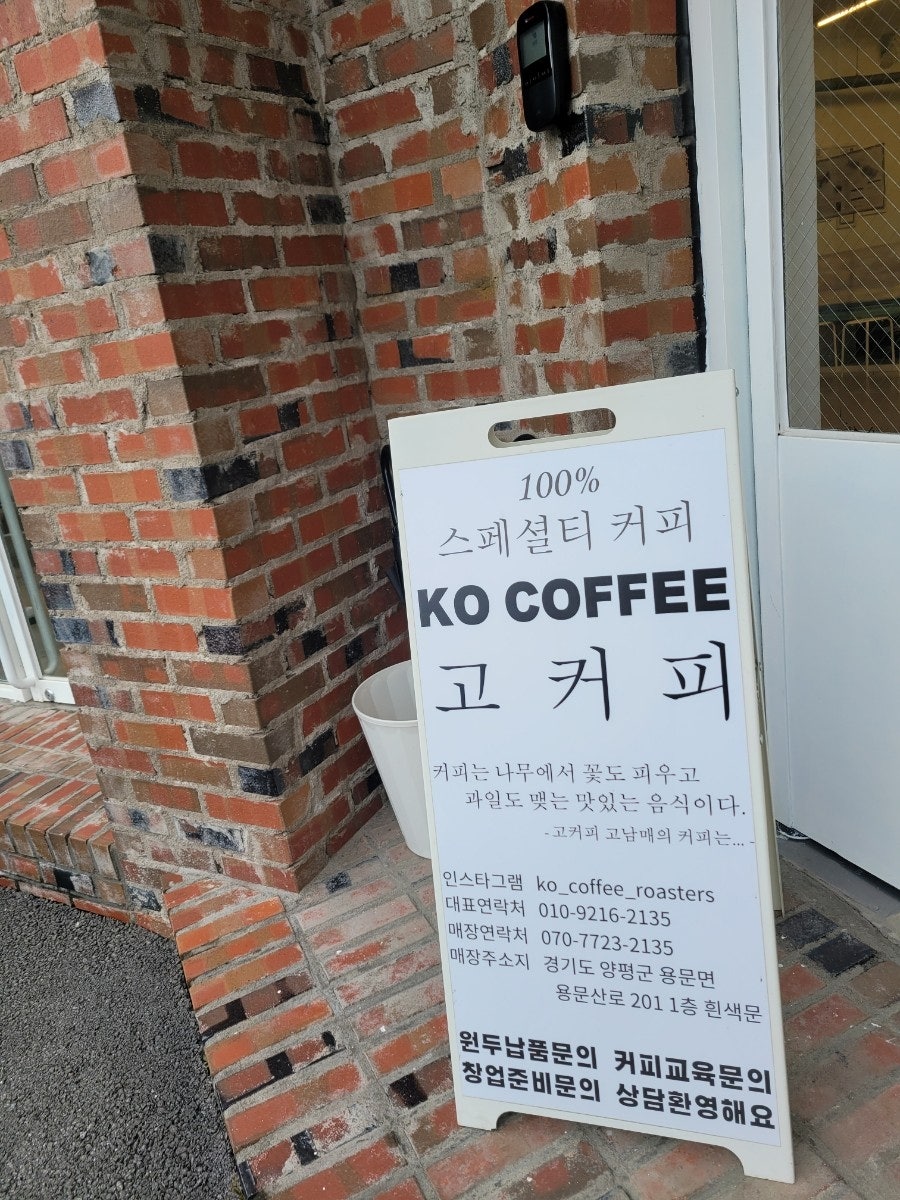 100%
스페셜티 커피
KO COFFEE
고 커 피
커피는 나무에서 꽃도 피우고
과일도 맺는 맛있는 음식이다.
-고커피 고남매의 커피는... -
인스타그램 ko_coffee_roasters
대표연락처 010-9216-2135
매장연락처 070-7723-2135
매장주소지 경기도 양평군 용문면
용문산로 201 1층 흰색문
원두납품문의 커피교육문의
창업준비문의 상담환영해요